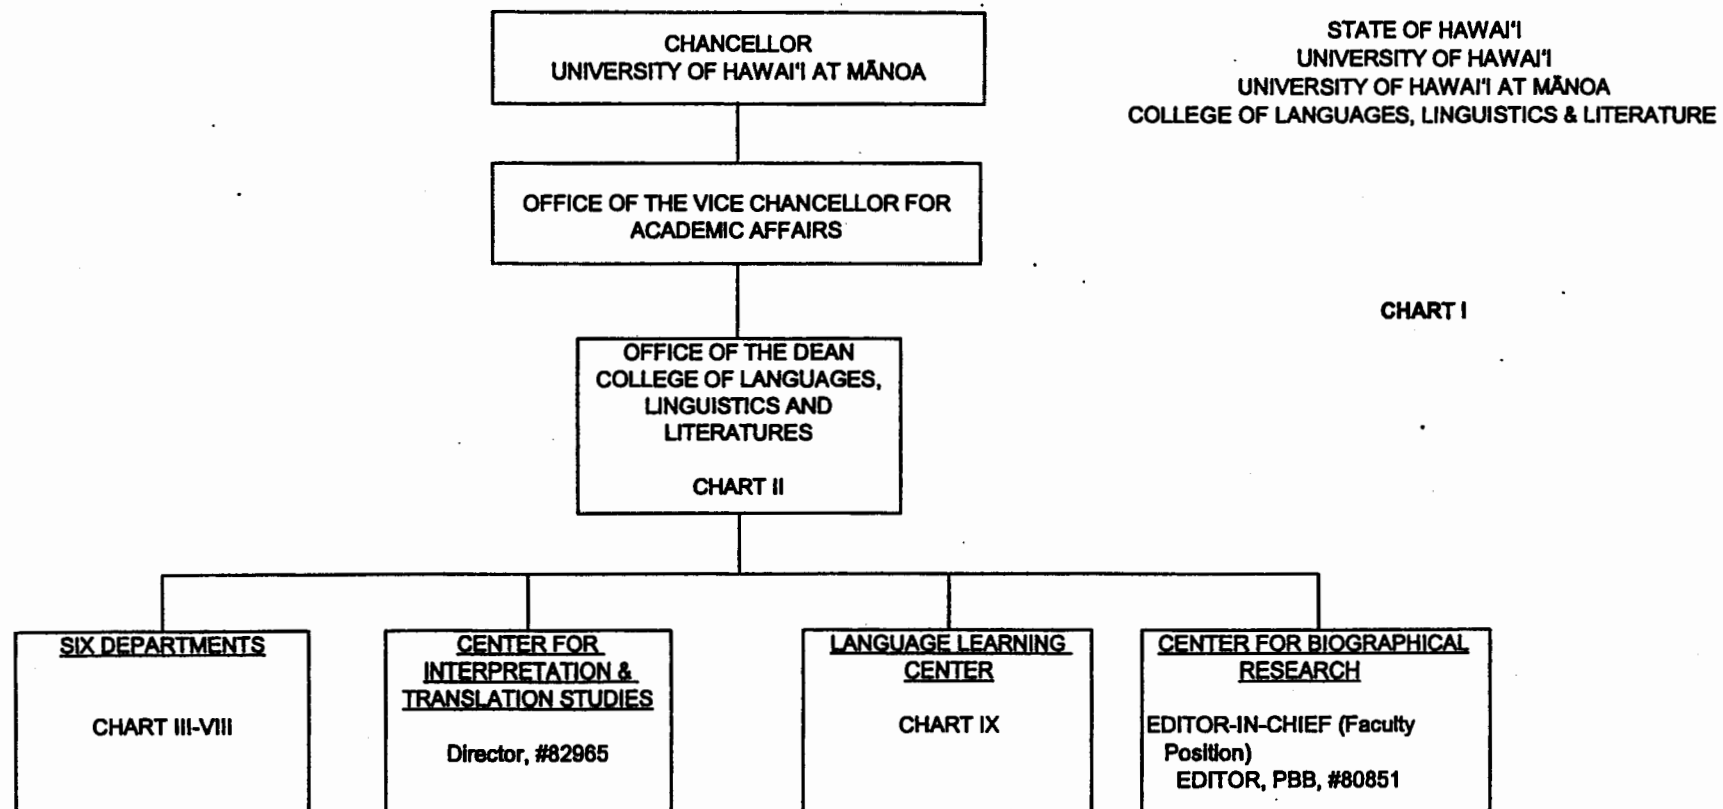 CHANCELLOR
UNIVERSITY OF HAWAI'I AT MĀNOA
STATE OF HAWAI'I
UNIVERSITY OF HAWAI'I
UNIVERSITY OF HAWAI'I AT MĀNOA
COLLEGE OF LANGUAGES, LINGUISTICS & LITERATURE
OFFICE OF THE VICE CHANCELLOR FOR
ACADEMIC AFFAIRS
CHART I
OFFICE OF THE DEAN
COLLEGE OF LANGUAGES,
LINGUISTICS AND
LITERATURES
CHART II
SIX DEPARTMENTS
CHART III-VIII
CENTER FOR
INTERPRETATION &
TRANSLATION STUDIES
Director, #82965
LANGUAGE LEARNING
CENTER
CHART IX
CENTER FOR BIOGRAPHICAL
RESEARCH
EDITOR-IN-CHIEF (Faculty
Position)
EDITOR, PBB, #80851